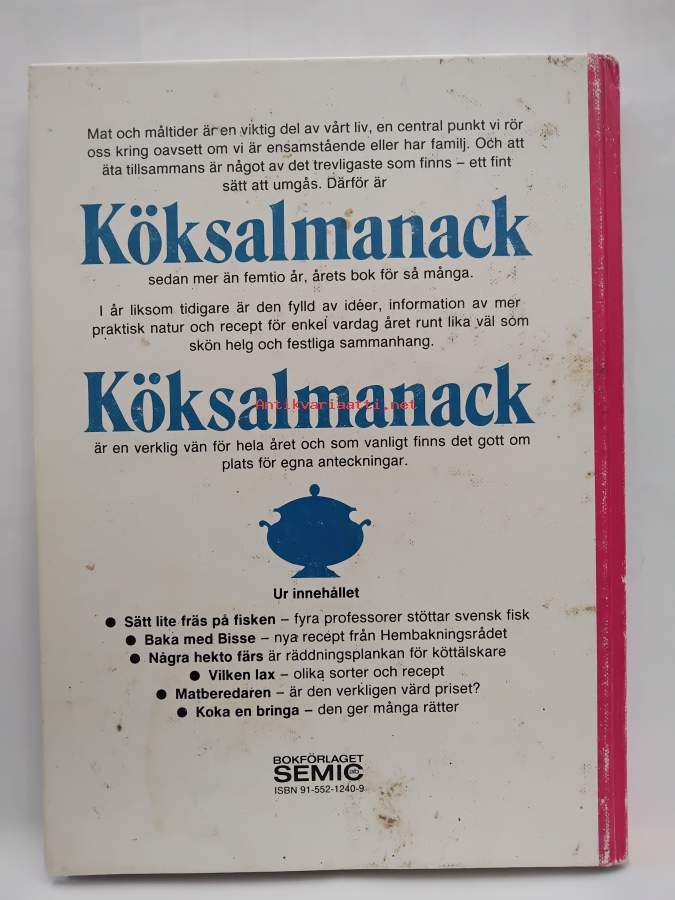 Mat och måltider är en viktig del av vårt liv, en central punkt vi rör
oss kring oavsett om vi är ensamstående eller har familj. Och att
äta tillsammans är något av det trevligaste som finns – ett fint
sätt att umgås. Därför är
Köksalmanack
sedan mer än femtio år, årets bok för så många.
I år liksom tidigare är den fylld av idéer, information av mer
praktisk natur och recept för enkel vardag året runt lika väl som
skön helg och festliga sammanhang.
Köksalmanack
Antikvariaatti.net
är en verklig vän för hela året och som vanligt finns det gott om
plats för egna anteckningar.
Ur innehållet
● Sätt lite fräs på fisken – fyra professorer stöttar svensk fisk
● Baka med Bisse – nya recept från Hembakningsrådet
● Några hekto färs är räddningsplankan för köttälskare
● Vilken lax – olika sorter och recept
● Matberedaren – är den verkligen värd priset?
● Koka en bringa – den ger många rätter
BOKFÖRLAGET
SEMIC ab
ISBN 91-552-1240-9